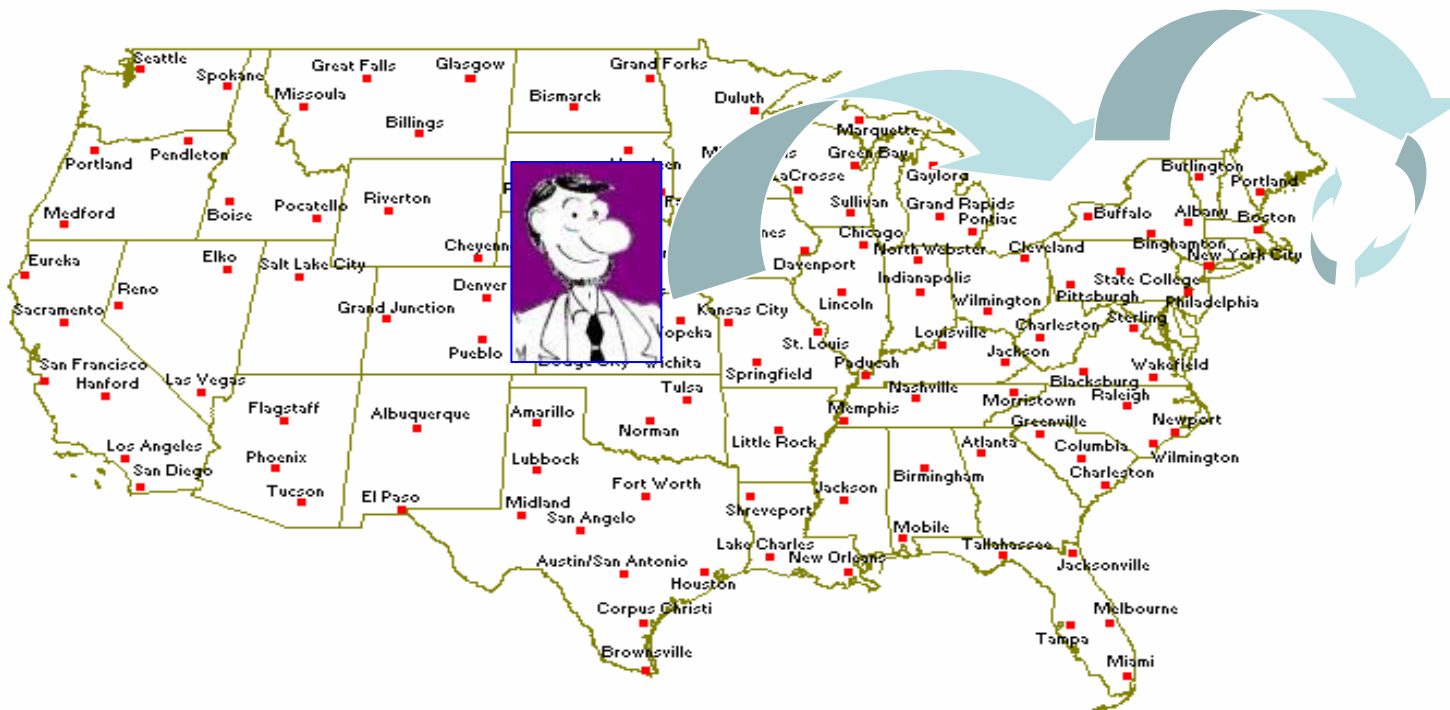 Seattle
Spokane
Great Falls
Glasgow
Grand Forks
Missoula
Bismarck
Duluth
Billings
Marquette
Portland
Pendleton
Green Bay
Gaylord
Butlington
LaCrosse
Portland
Medford
Boise
Pocatello
Riverton
Sullivan
Grand Rapids
Pontiac
Buffalo
Albany
Boston
Chicago
Binghamton
Eureka
Elko
Salt Lake City
Cheyenn
Davenport
North Webster
Cleveland
New York City
Reno
Denver
Indianapolis
State College
Sacramento
Grand Junction
Kansas City
Lincoln
Wilmington
Pittsburgh
Philadelphia
Topeka
Charleston
Sterling
Pueblo
St. Louis
Louisville
San Francisco
Dodge City
Wichita
Springfield
Paducah
Jackson
Wakefield
Hanford
Las Vegas
Tulsa
Nashville
Blacksburg
Morristown
Raleigh
Flagstaff
Albuquerque
Amarillo
Memphis
Greenville
Newport
Norman
Little Rock
Atlanta
Columbia
Los Angeles
Phoenix
Lubbock
Birmingham
Wilmington
San Diego
Charleston
Tucson
El Paso
Midland
Fort Worth
Shreveport
Jackson
San Angelo
Mobile
Austin/San Antonio
Lake Charles
New Orleans
Tallahassee
Jacksonville
Houston
Corpus Christi
Melbourne
Tampa
Brownsville
Miami